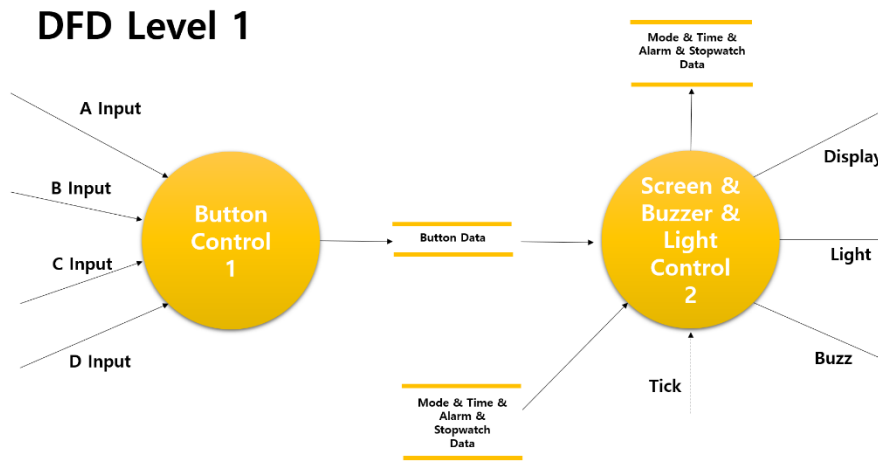 DFD Level 1
A Input
B Input
C Input
D Input
Button
Control
1
Button Data
Mode & Time &
Alarm & Stopwatch
Data
Screen &
Buzzer &
Light
Control
2
Display
Light
Buzz
Tick
Mode & Time &
Alarm &
Stopwatch
Data